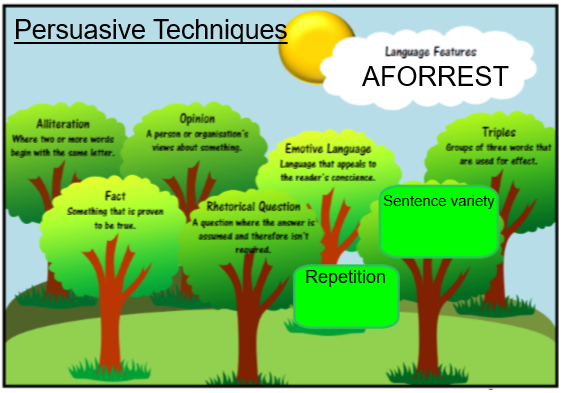 Persuasive Techniques
Language Features
AFORREST
Alliteration
Where two or more words
begin with the same letter.
Opinion
A person or organisation's
views about something.
Emotive Language
Language that appeals to
the reader's conscience.
Triples
Groups of three words that
are used for effect.
Fact
Something that is proven
to be true.
Rhetorical Question
A question where the answer is
assumed and therefore isn't
required.
Sentence variety
Repetition